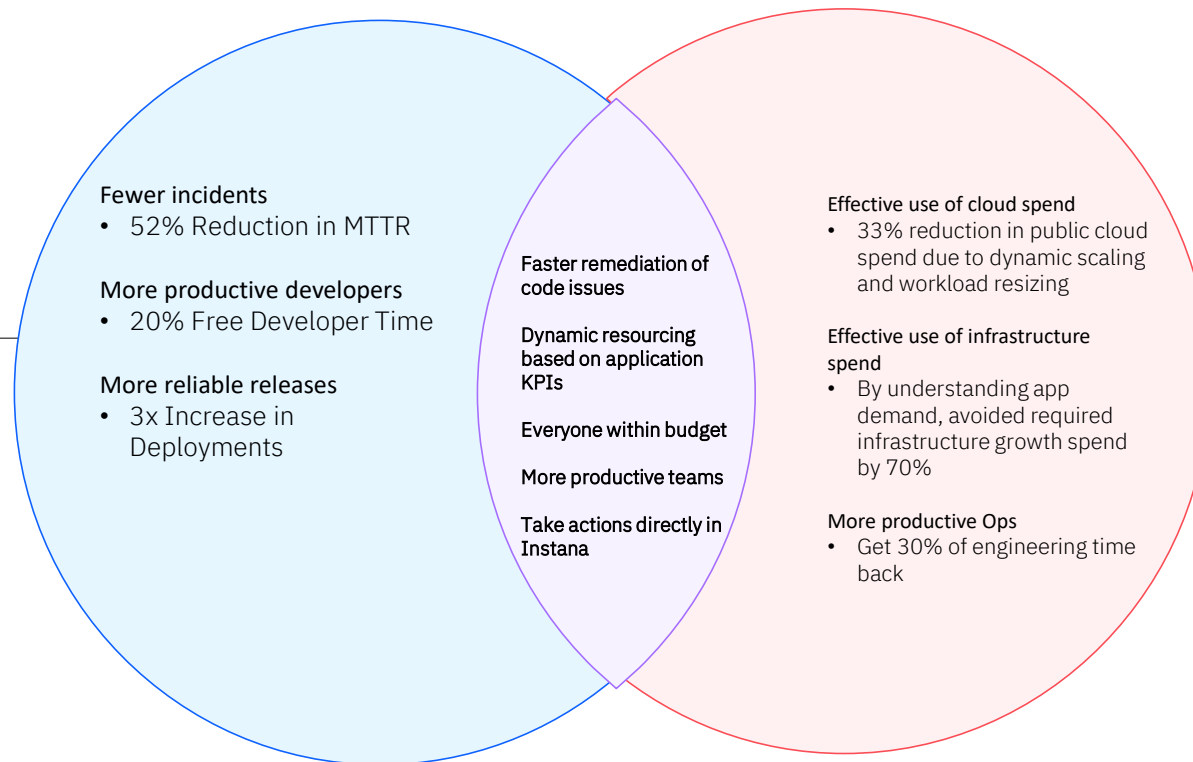 Fewer incidents
• 52% Reduction in MTTR
More productive developers
• 20% Free Developer Time
More reliable releases
• 3x Increase in
Deployments
Faster remediation of
code issues
Dynamic resourcing
based on application
KPIs
Everyone within budget
More productive teams
Take actions directly in
Instana
Effective use of cloud spend
• 33% reduction in public cloud
spend due to dynamic scaling
and workload resizing
Effective use of infrastructure
spend
• By understanding app
demand, avoided required
infrastructure growth spend
by 70%
More productive Ops
• Get 30% of engineering time
back